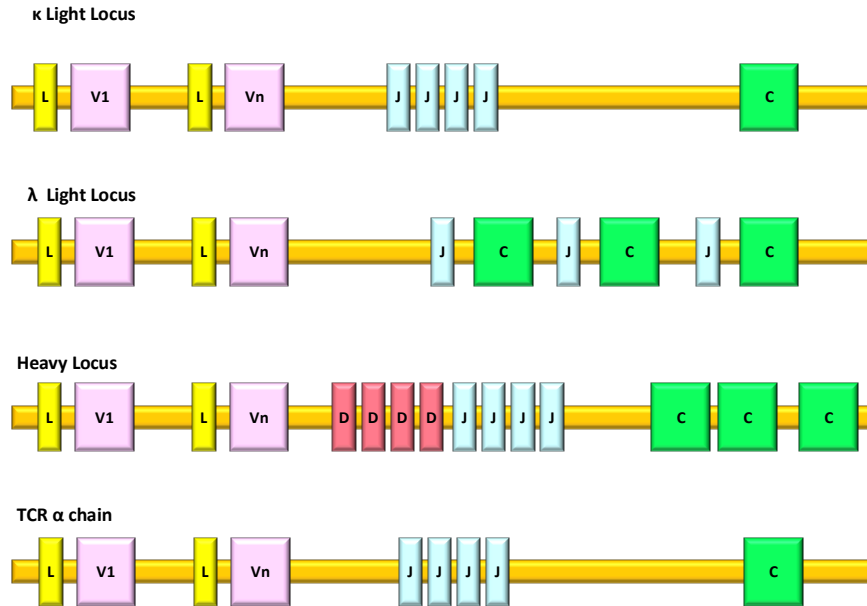 κ Light Locus
L V1 L Vn J J J J C
λ Light Locus
L V1 L Vn J C J C J C
Heavy Locus
L V1 L Vn D D D D J J J J C C C
TCR α chain
L V1 L Vn J J J J C